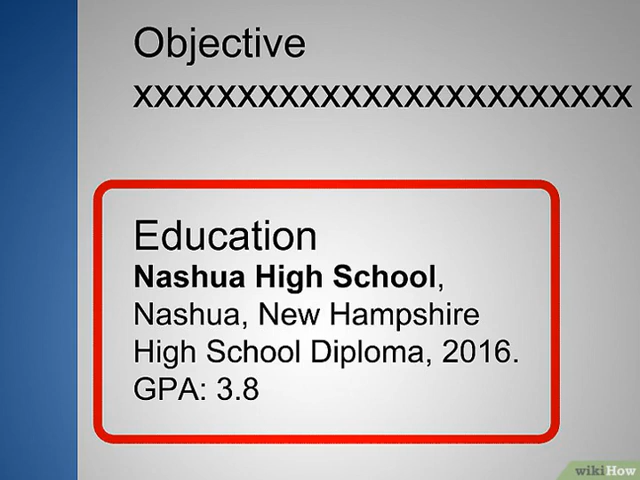 Objective
xxxxxxxxxxxxxxxxxxxxxxxx
Education
Nashua High School,
Nashua, New Hampshire
High School Diploma, 2016.
GPA: 3.8
wikiHow